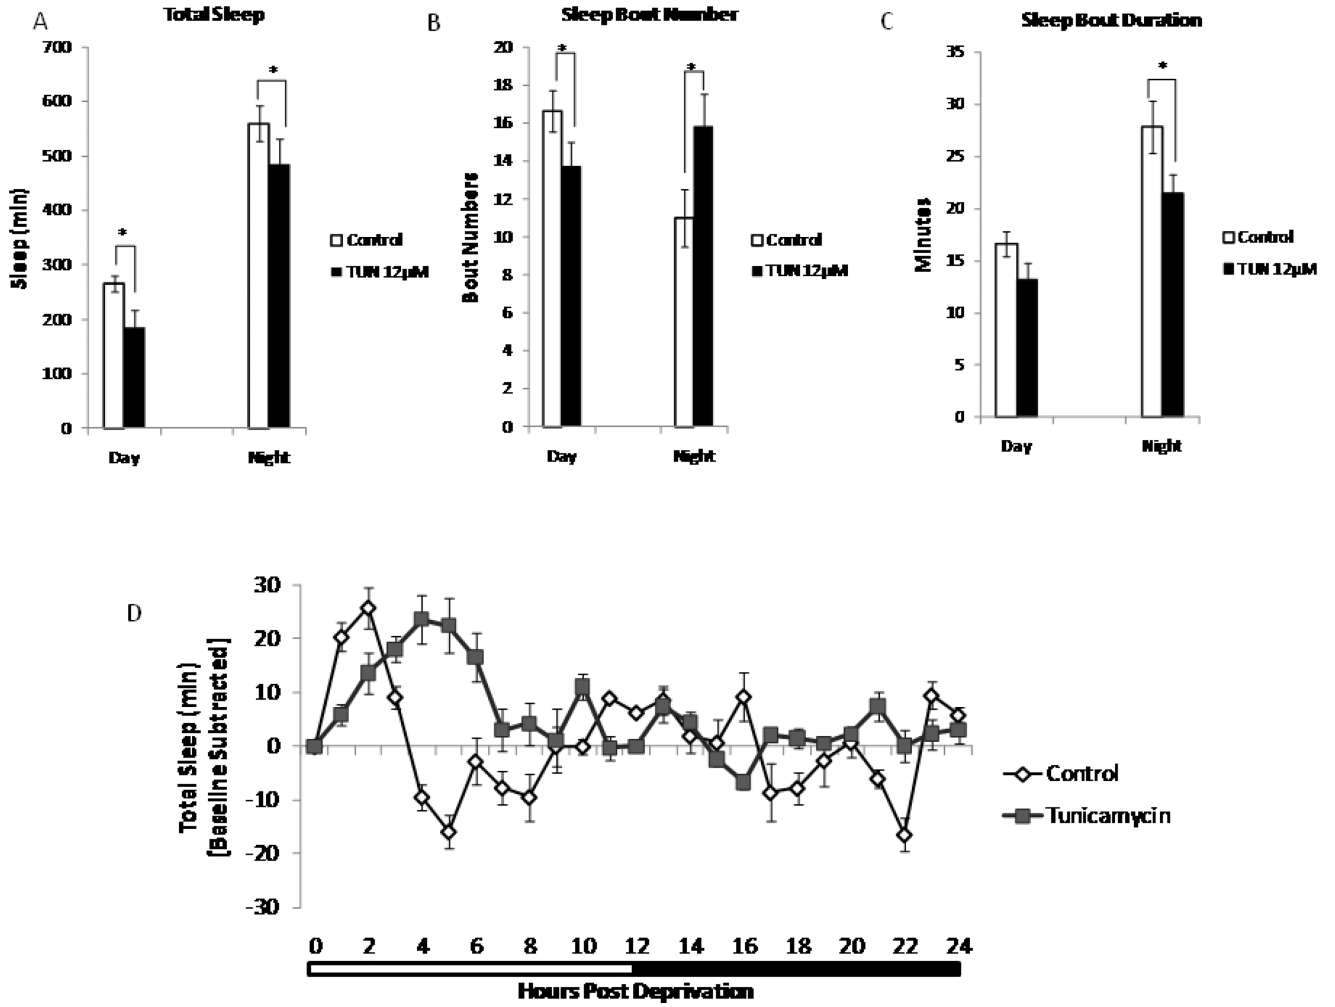 A
Total Sleep
700
600
500
400
300
200
100
0
Sleep (min)
*
*
Day
Night
Control
TUN 12µM
B
Sleep Bout Number
20
18
16
14
12
10
8
6
4
2
0
Bout Numbers
*
*
Day
Night
Control
TUN 12µM
C
Sleep Bout Duration
35
30
25
20
15
10
5
0
Minutes
*
Day
Night
Control
TUN 12µM
D
30
20
10
0
-10
-20
-30
Total Sleep (min)
[Baseline Subtracted]
Control
Tunicamycin
0 2 4 6 8 10 12 14 16 18 20 22 24
Hours Post Deprivation